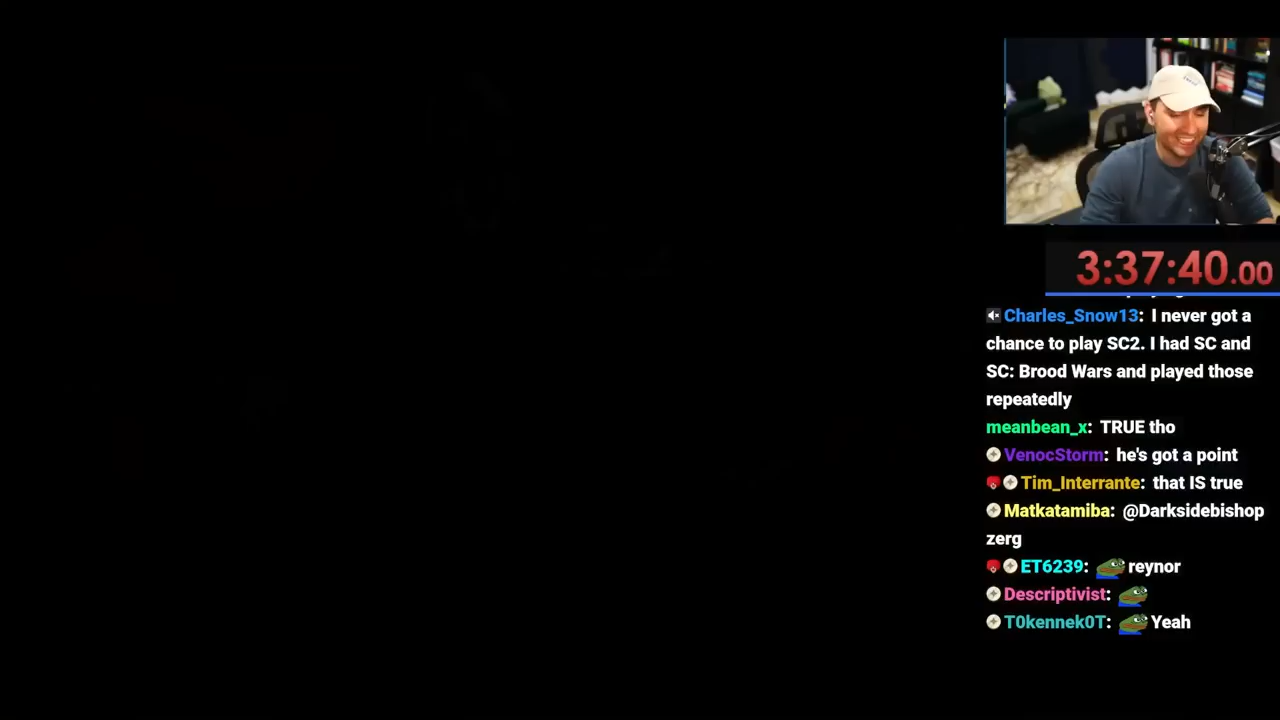 3:37:40.00
Charles_Snow13: I never got a
chance to play SC2. I had SC and
SC: Brood Wars and played those
repeatedly
meanbean_x: TRUE tho
VenocStorm: he's got a point
Tim_Interrante: that IS true
Matkatamiba: @Darksidebishop
zerg
ET6239: reynor
Descriptivist:
T0kennek0T: Yeah